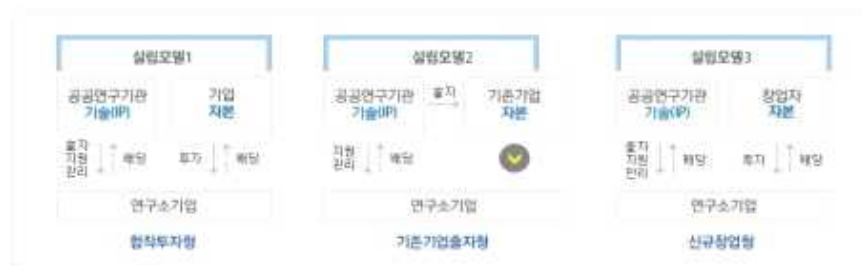 설립모델1
공공연구기관
기술(IP)
기업
자본
출자
지원
관리
배당
투자
배당
연구소기업
합작투자형
설립모델2
공공연구기관
기술(IP)
출자
기존기업
자본
지원
관리
배당
연구소기업
기존기업출자형
설립모델3
공공연구기관
기술(IP)
창업자
자본
출자
지원
관리
배당
투자
배당
연구소기업
신규창업형